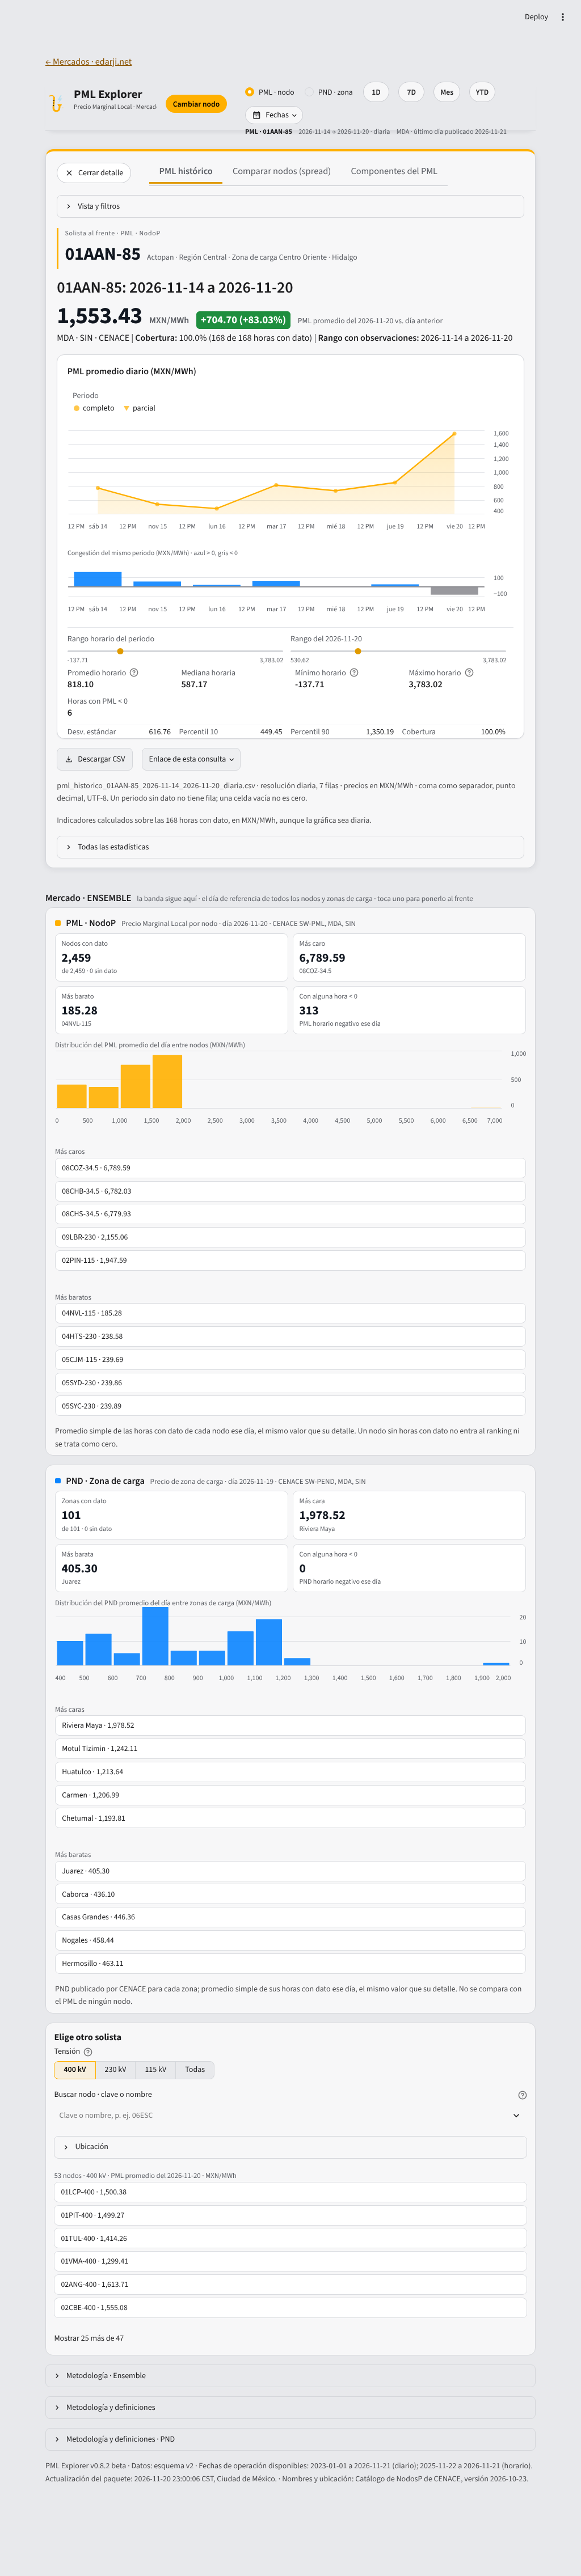 Deploy
← Mercados · edarji.net
PML Explorer
Precio Marginal Local · Mercad
Cambiar nodo
PML · nodo
PND · zona
1D
7D
Mes
YTD
Fechas
PML · 01AAN-85 2026-11-14 → 2026-11-20 · diaria MDA · último día publicado 2026-11-21
Cerrar detalle
PML histórico
Comparar nodos (spread)
Componentes del PML
Vista y filtros
Solista al frente · PML · NodoP
01AAN-85 Actopan · Región Central · Zona de carga Centro Oriente · Hidalgo
01AAN-85: 2026-11-14 a 2026-11-20
1,553.43 MXN/MWh +704.70 (+83.03%) PML promedio del 2026-11-20 vs. día anterior
MDA · SIN · CENACE | Cobertura: 100.0% (168 de 168 horas con dato) | Rango con observaciones: 2026-11-14 a 2026-11-20
PML promedio diario (MXN/MWh)
Periodo
completo parcial
1,600
1,400
1,200
1,000
800
600
400
12 PM sáb 14 12 PM nov 15 12 PM lun 16 12 PM mar 17 12 PM mié 18 12 PM jue 19 12 PM vie 20 12 PM
Congestión del mismo periodo (MXN/MWh) · azul > 0, gris < 0
100
−100
12 PM sáb 14 12 PM nov 15 12 PM lun 16 12 PM mar 17 12 PM mié 18 12 PM jue 19 12 PM vie 20 12 PM
Rango horario del periodo
-137.71 3,783.02
Rango del 2026-11-20
530.62 3,783.02
Promedio horario
818.10
Mediana horaria
587.17
Mínimo horario
-137.71
Máximo horario
3,783.02
Horas con PML < 0
6
Desv. estándar 616.76 Percentil 10 449.45 Percentil 90 1,350.19 Cobertura 100.0%
Descargar CSV
Enlace de esta consulta
pml_historico_01AAN-85_2026-11-14_2026-11-20_diaria.csv · resolución diaria, 7 filas · precios en MXN/MWh · coma como separador, punto
decimal, UTF-8. Un periodo sin dato no tiene fila; una celda vacía no es cero.
Indicadores calculados sobre las 168 horas con dato, en MXN/MWh, aunque la gráfica sea diaria.
Todas las estadísticas
Mercado · ENSEMBLE la banda sigue aquí · el día de referencia de todos los nodos y zonas de carga · toca uno para ponerlo al frente
PML · NodoP Precio Marginal Local por nodo · día 2026-11-20 · CENACE SW-PML, MDA, SIN
Nodos con dato
2,459
de 2,459 · 0 sin dato
Más caro
6,789.59
08COZ-34.5
Más barato
185.28
04NVL-115
Con alguna hora < 0
313
PML horario negativo ese día
Distribución del PML promedio del día entre nodos (MXN/MWh)
1,000
500
0
0 500 1,000 1,500 2,000 2,500 3,000 3,500 4,000 4,500 5,000 5,500 6,000 6,500 7,000
Más caros
08COZ-34.5 · 6,789.59
08CHB-34.5 · 6,782.03
08CHS-34.5 · 6,779.93
09LBR-230 · 2,155.06
02PIN-115 · 1,947.59
Más baratos
04NVL-115 · 185.28
04HTS-230 · 238.58
05CJM-115 · 239.69
05SYD-230 · 239.86
05SYC-230 · 239.89
Promedio simple de las horas con dato de cada nodo ese día, el mismo valor que su detalle. Un nodo sin horas con dato no entra al ranking ni
se trata como cero.
PND · Zona de carga Precio de zona de carga · día 2026-11-19 · CENACE SW-PEND, MDA, SIN
Zonas con dato
101
de 101 · 0 sin dato
Más cara
1,978.52
Riviera Maya
Más barata
405.30
Juarez
Con alguna hora < 0
0
PND horario negativo ese día
Distribución del PND promedio del día entre zonas de carga (MXN/MWh)
20
10
0
400 500 600 700 800 900 1,000 1,100 1,200 1,300 1,400 1,500 1,600 1,700 1,800 1,900 2,000
Más caras
Riviera Maya · 1,978.52
Motul Tizimin · 1,242.11
Huatulco · 1,213.64
Carmen · 1,206.99
Chetumal · 1,193.81
Más baratas
Juarez · 405.30
Caborca · 436.10
Casas Grandes · 446.36
Nogales · 458.44
Hermosillo · 463.11
PND publicado por CENACE para cada zona; promedio simple de sus horas con dato ese día, el mismo valor que su detalle. No se compara con
el PML de ningún nodo.
Elige otro solista
Tensión
400 kV
230 kV
115 kV
Todas
Buscar nodo · clave o nombre
Clave o nombre, p. ej. 06ESC
Ubicación
53 nodos · 400 kV · PML promedio del 2026-11-20 · MXN/MWh
01LCP-400 · 1,500.38
01PIT-400 · 1,499.27
01TUL-400 · 1,414.26
01VMA-400 · 1,299.41
02ANG-400 · 1,613.71
02CBE-400 · 1,555.08
Mostrar 25 más de 47
Metodología · Ensemble
Metodología y definiciones
Metodología y definiciones · PND
PML Explorer v0.8.2 beta · Datos: esquema v2 · Fechas de operación disponibles: 2023-01-01 a 2026-11-21 (diario); 2025-11-22 a 2026-11-21 (horario).
Actualización del paquete: 2026-11-20 23:00:06 CST, Ciudad de México. · Nombres y ubicación: Catálogo de NodosP de CENACE, versión 2026-10-23.